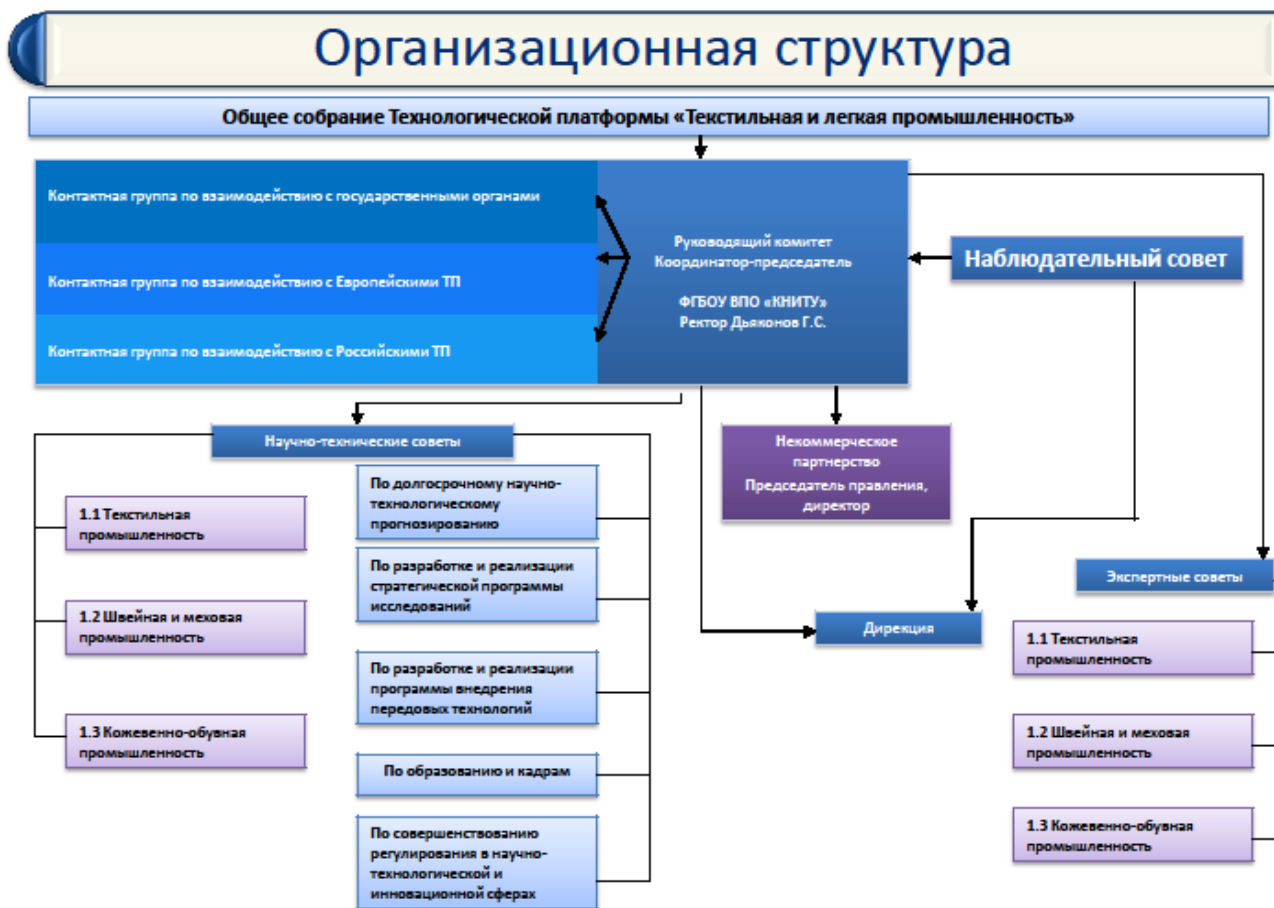 Организационная структура
Общее собрание Технологической платформы «Текстильная и легкая промышленность»
Контактная группа по взаимодействию с государственными органами
Контактная группа по взаимодействию с Европейскими ТП
Контактная группа по взаимодействию с Российскими ТП
Руководящий комитет
Координатор-председатель
ФГБОУ ВПО «КНИТУ»
Ректор Дьяконов Г.С.
Наблюдательный совет
Научно-технические советы
1.1 Текстильная
промышленность
1.2 Швейная и меховая
промышленность
1.3 Кожевенно-обувная
промышленность
По долгосрочному научно-
технологическому
прогнозированию
По разработке и реализации
стратегической программы
исследований
По разработке и реализации
программы внедрения
передовых технологий
По образованию и кадрам
По совершенствованию
регулирования в научно-
технологической и
инновационной сферах
Некоммерческое
партнерство
Председатель правления,
директор
Дирекция
Экспертные советы
1.1 Текстильная
промышленность
1.2 Швейная и меховая
промышленность
1.3 Кожевенно-обувная
промышленность